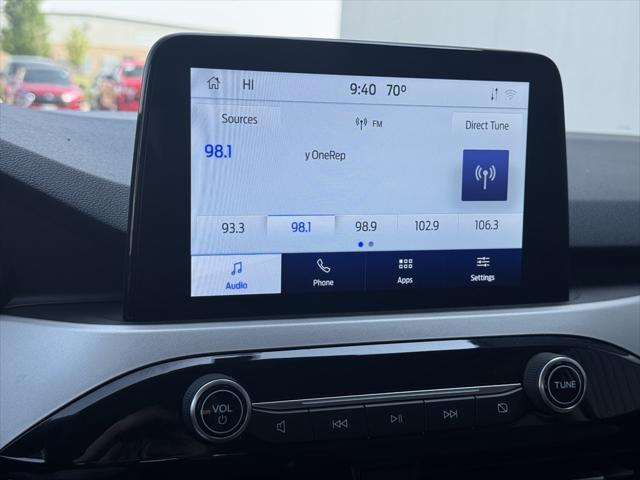 HI 9:40 70°
Sources FM Direct Tune
98.1 y OneRep
93.3 98.1 98.9 102.9 106.3
Audio Phone Apps Settings
VOL TUNE